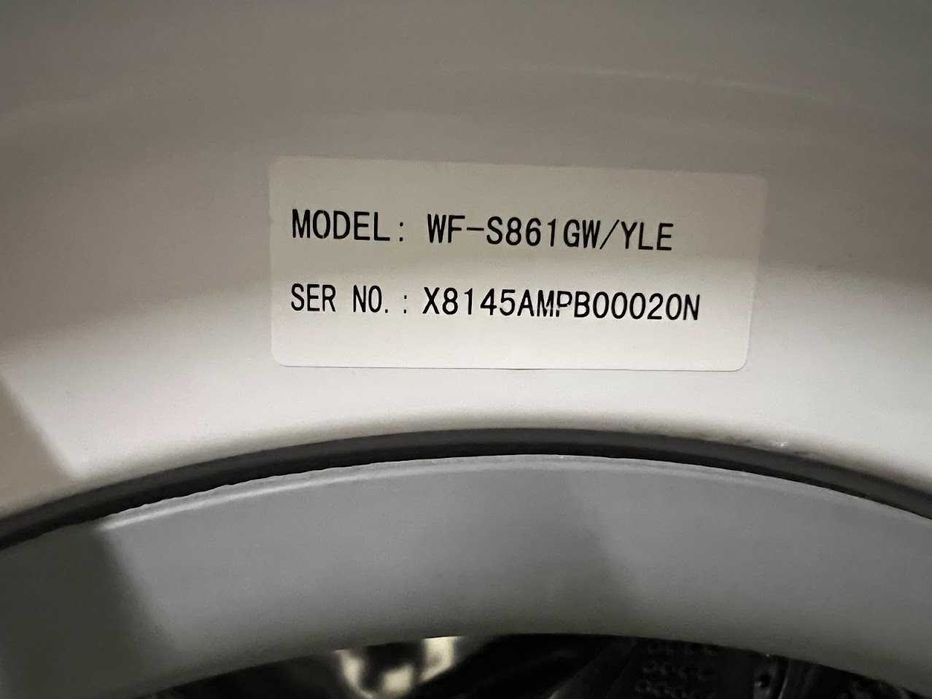 MODEL: WF-S861GW/YLE
SER NO.: X8145AMPB00020N